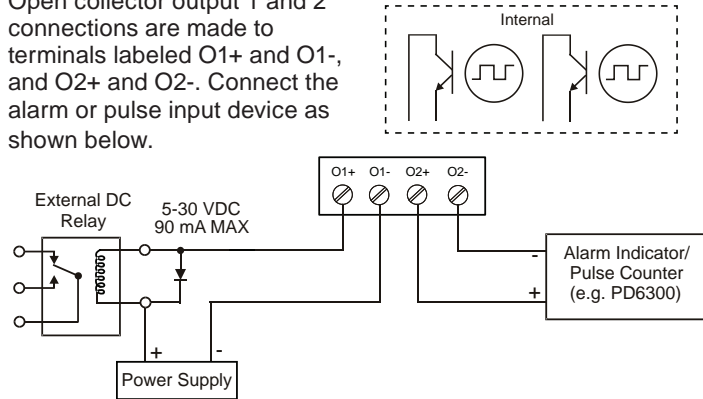 Open collector output 1 and 2
connections are made to
terminals labeled O1+ and O1-,
and O2+ and O2-. Connect the
alarm or pulse input device as
shown below.
Internal
O1+ O1- O2+ O2-
External DC
Relay
5-30 VDC
90 mA MAX
-
+
Alarm Indicator/
Pulse Counter
(e.g. PD6300)
+ -
Power Supply